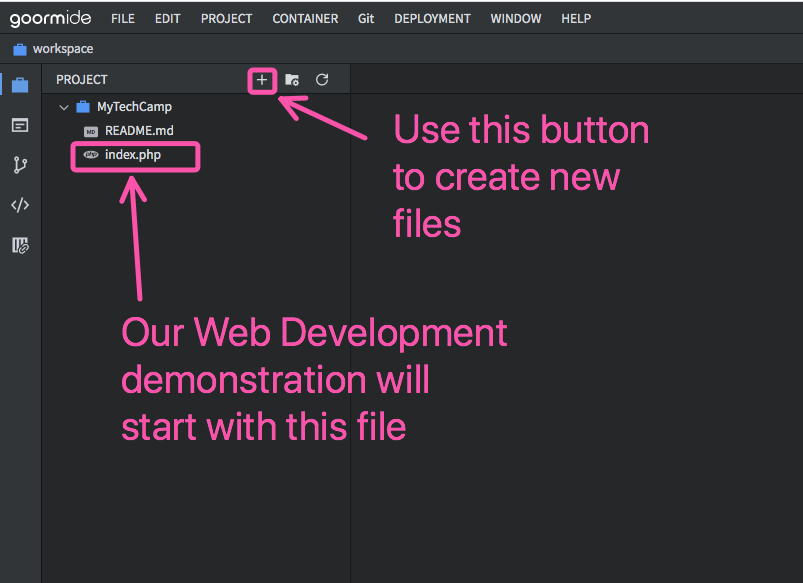 goormide FILE EDIT PROJECT CONTAINER Git DEPLOYMENT WINDOW HELP
workspace
PROJECT
MyTechCamp
MD README.md
php index.php
Use this button
to create new
files
Our Web Development
demonstration will
start with this file